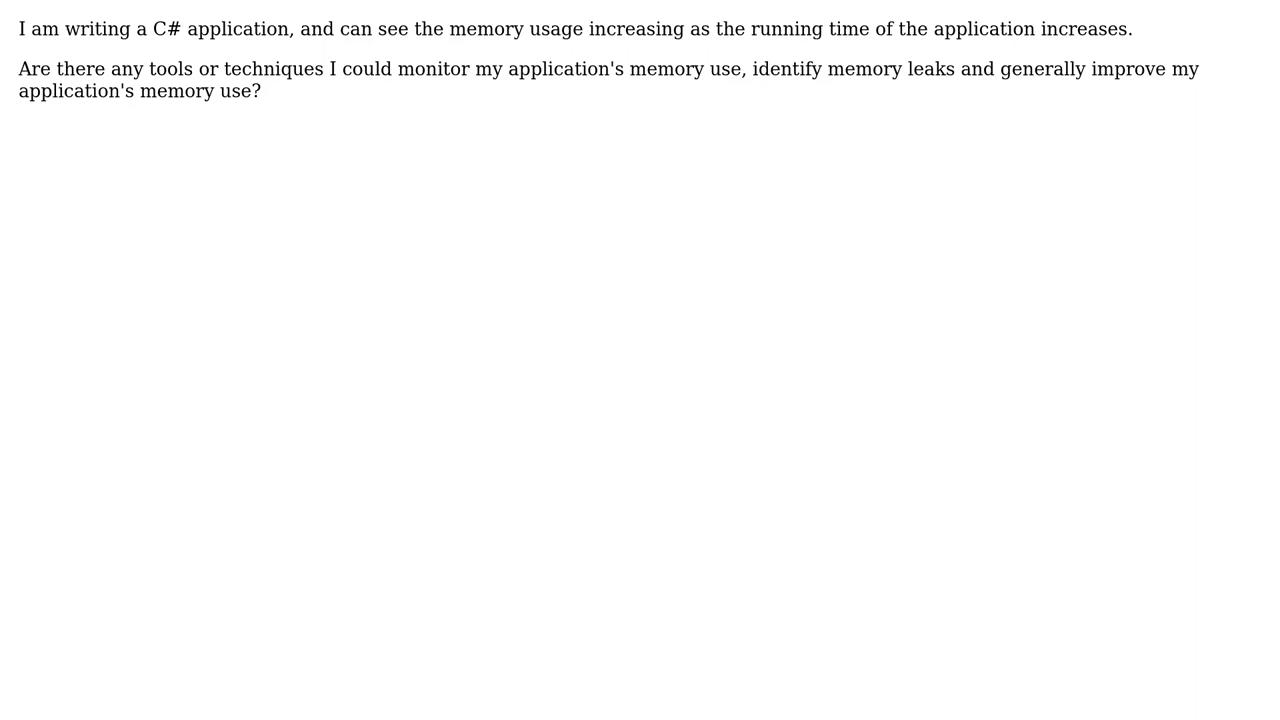 I am writing a C# application, and can see the memory usage increasing as the running time of the application increases.
Are there any tools or techniques I could monitor my application's memory use, identify memory leaks and generally improve my
application's memory use?